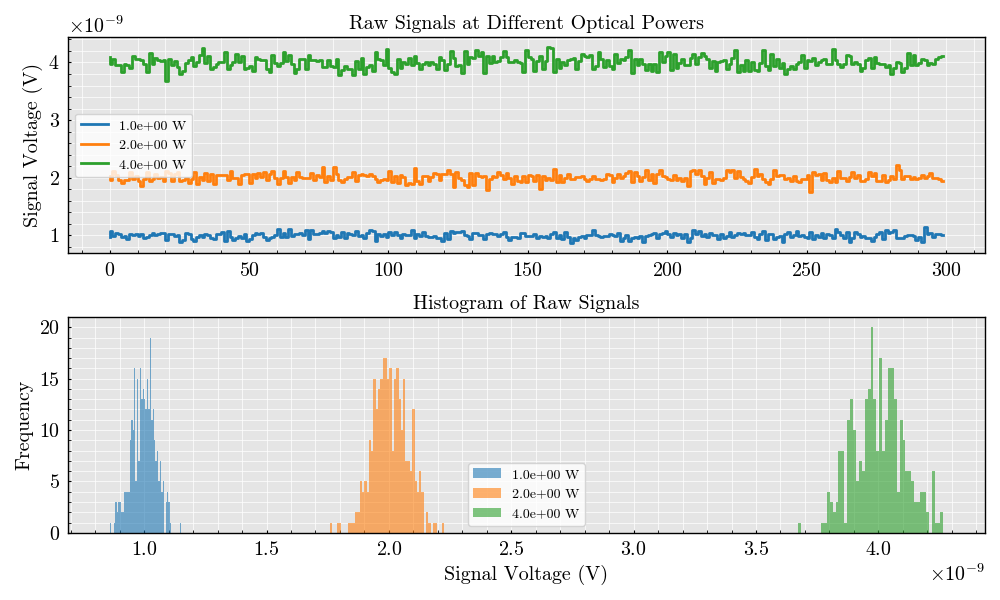 Raw Signals at Different Optical Powers
×10⁻⁹
Signal Voltage (V)
4
3
2
1
1.0e+00 W
2.0e+00 W
4.0e+00 W
0 50 100 150 200 250 300
Histogram of Raw Signals
Frequency
20
15
10
5
0
1.0e+00 W
2.0e+00 W
4.0e+00 W
1.0 1.5 2.0 2.5 3.0 3.5 4.0
Signal Voltage (V)
×10⁻⁹